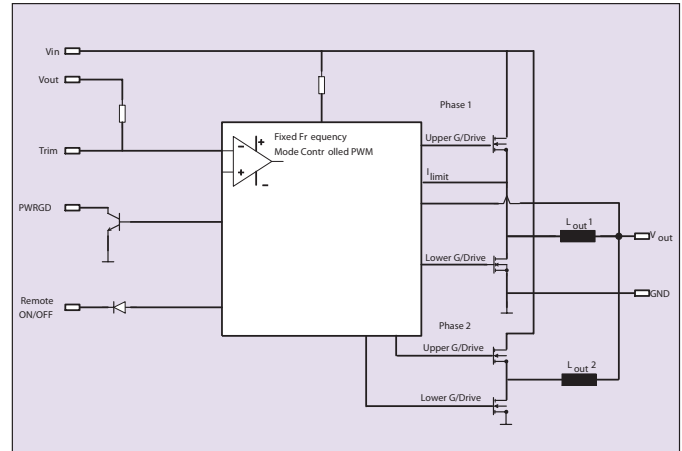 Vin
Vout
Trim
PWRGD
Remote
ON/OFF
Fixed Fr equency
Mode Contr olled PWM
- +
+ -
Phase 1
Upper G/Drive
I limit
Lower G/Drive
L out 1
V out
GND
Phase 2
Upper G/Drive
L out 2
Lower G/Drive